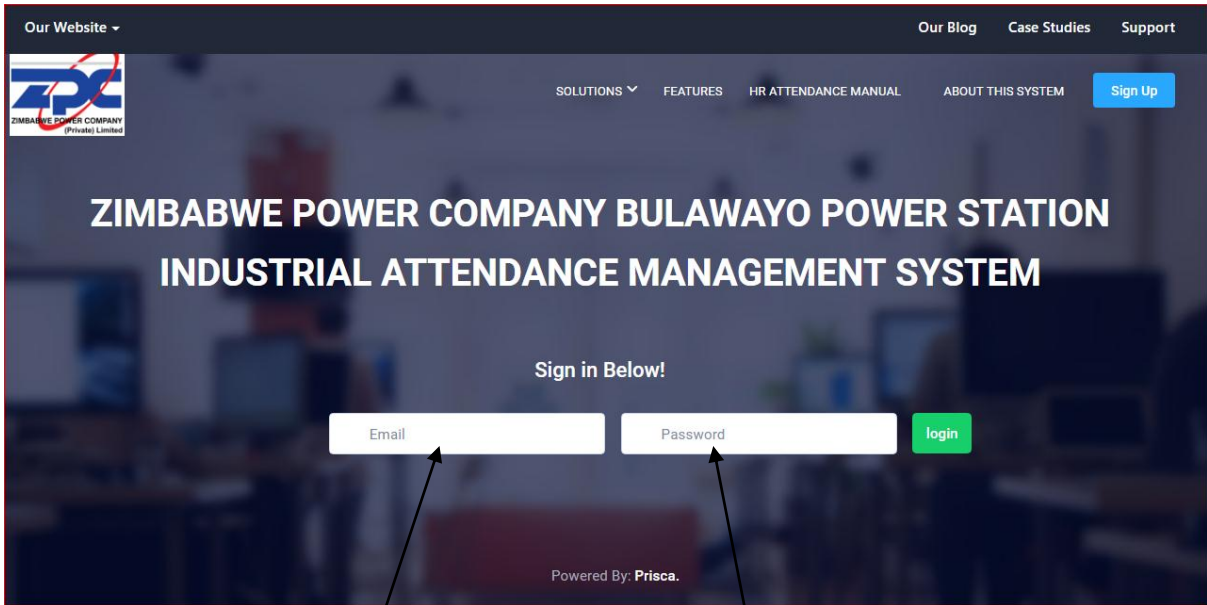 Our Website
Our Blog Case Studies Support
ZPC
ZIMBABWE POWER COMPANY
(Private) Limited
SOLUTIONS FEATURES HR ATTENDANCE MANUAL ABOUT THIS SYSTEM Sign Up
ZIMBABWE POWER COMPANY BULAWAYO POWER STATION
INDUSTRIAL ATTENDANCE MANAGEMENT SYSTEM
Sign in Below!
Email Password login
Powered By: Prisca.